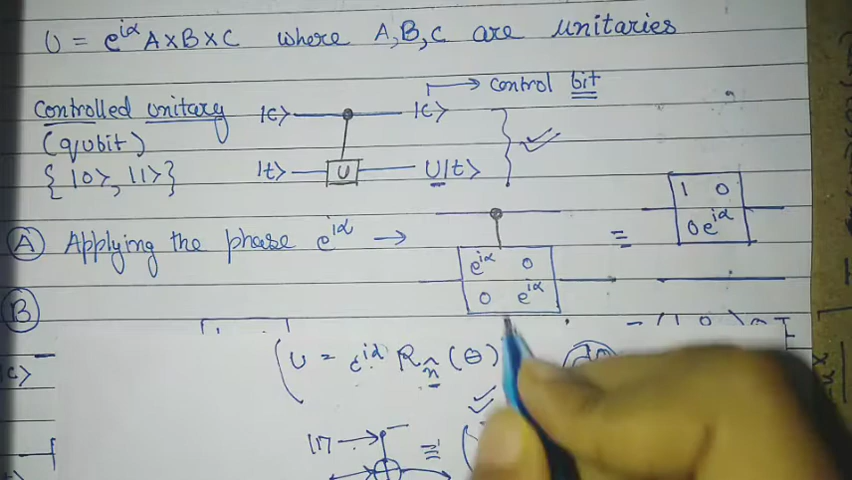 U = e^{iα} A X B X C where A, B, C are unitaries
control bit
Controlled unitary |c⟩ |c⟩
(qubit)
{ |0⟩, |1⟩ } |t⟩ U U|t⟩
1 0
0 e^{iα}
A Applying the phase e^{iα} → ≡
e^{iα} 0
0 e^{iα}
B
U = e^{iα} R_{n̂}(θ)
|c⟩